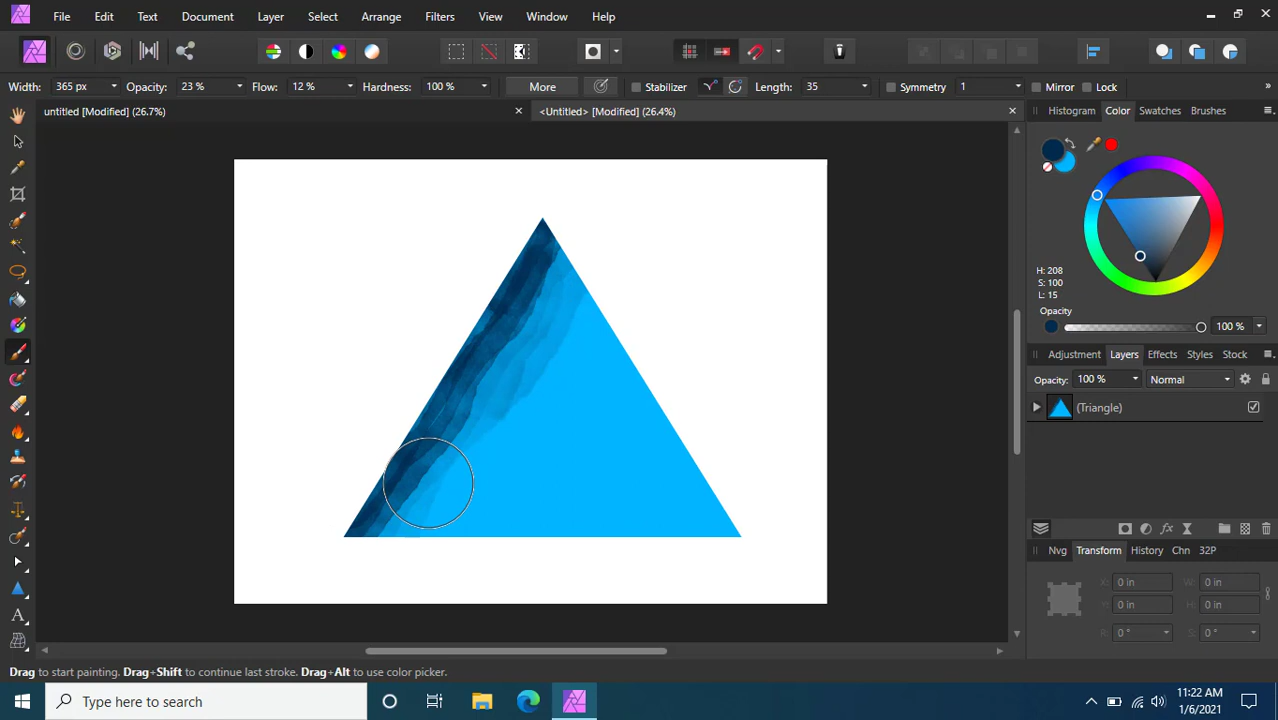 File Edit Text Document Layer Select Arrange Filters View Window Help
Width: 365 px Opacity: 23 % Flow: 12 % Hardness: 100 % More Stabilizer Length: 35 Symmetry 1 Mirror Lock
untitled [Modified] (26.7%) <Untitled> [Modified] (26.4%)
Histogram Color Swatches Brushes
H: 208
S: 100
L: 15
Opacity
100 %
Adjustment Layers Effects Styles Stock
Opacity: 100 % Normal
(Triangle)
Nvg Transform History Chn 32P
X: 0 in W: 0 in
Y: 0 in H: 0 in
R: 0 ° S: 0 °
Drag to start painting. Drag+Shift to continue last stroke. Drag+Alt to use color picker.
Type here to search
11:22 AM
1/6/2021